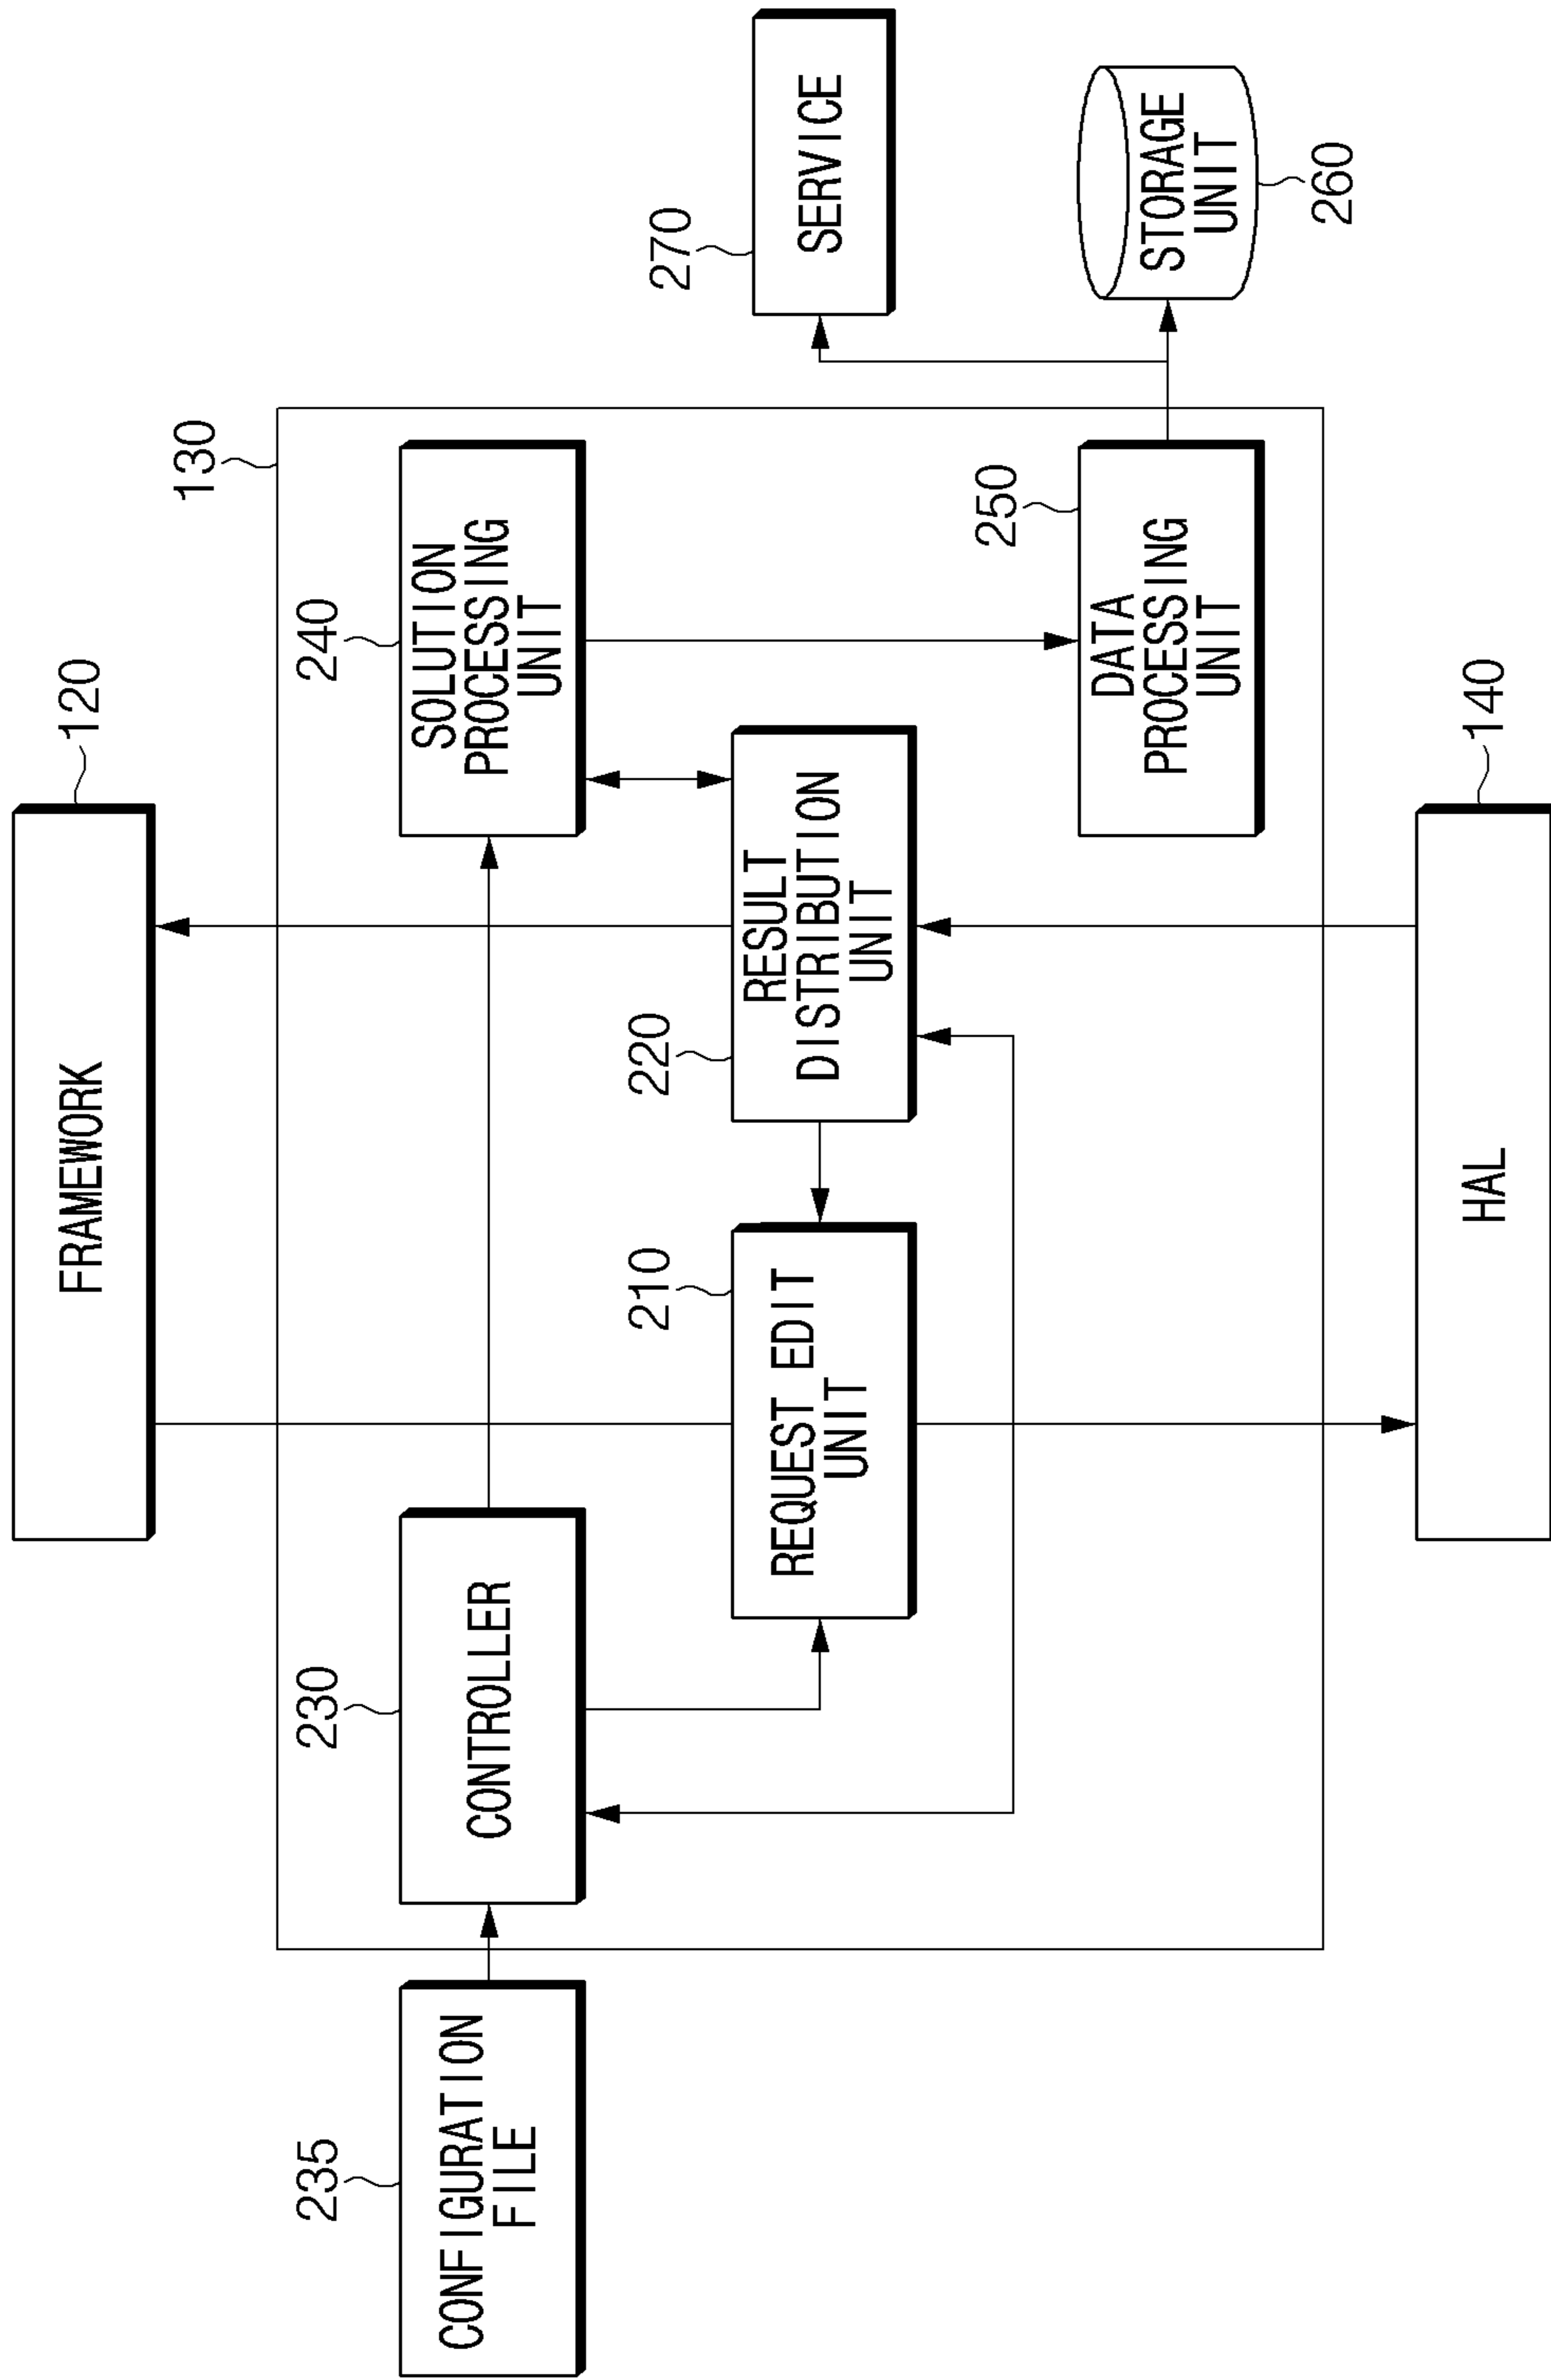 FRAMEWORK
120
130
235
CONFIGURATION
FILE
230
CONTROLLER
240
SOLUTION
PROCESSING
UNIT
210
REQUEST EDIT
UNIT
220
RESULT
DISTRIBUTION
UNIT
270
SERVICE
250
DATA
PROCESSING
UNIT
STORAGE
UNIT
260
HAL
140